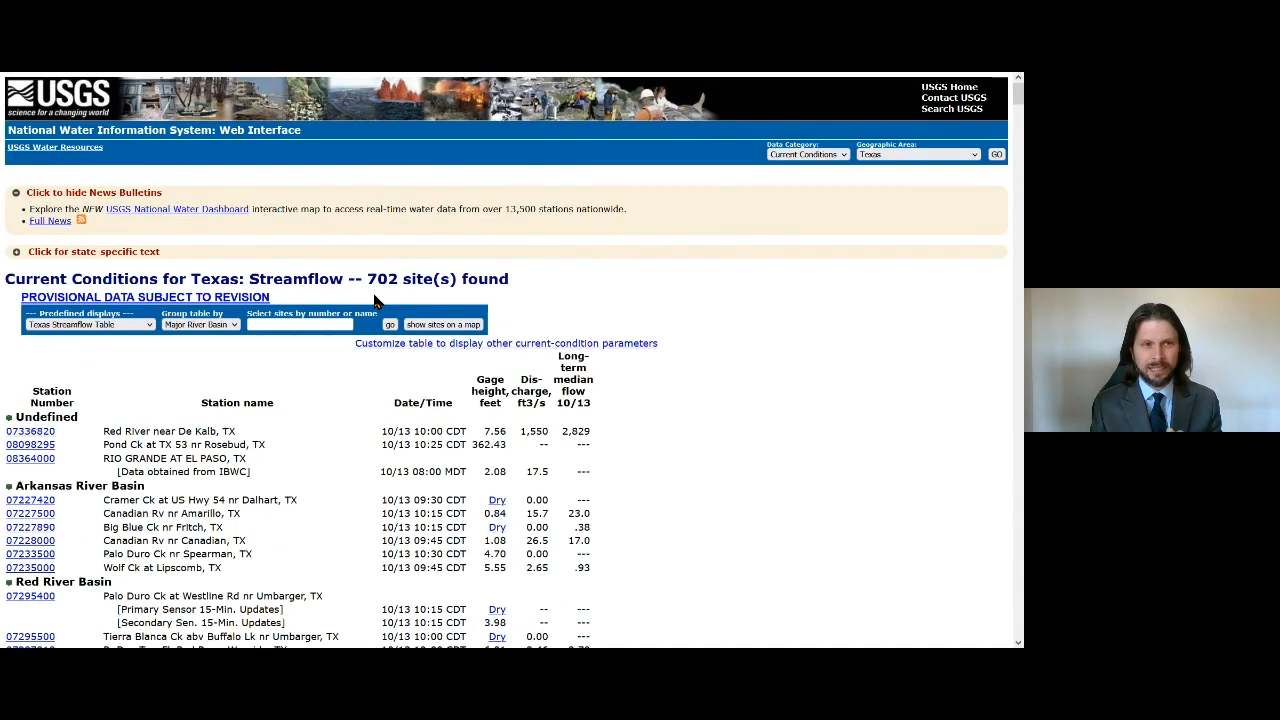 USGS
science for a changing world
USGS Home
Contact USGS
Search USGS
National Water Information System: Web Interface
USGS Water Resources
Data Category: Geographic Area:
Current Conditions Texas GO
Click to hide News Bulletins
• Explore the NEW USGS National Water Dashboard interactive map to access real-time water data from over 13,500 stations nationwide.
• Full News
Click for state specific text
Current Conditions for Texas: Streamflow -- 702 site(s) found
PROVISIONAL DATA SUBJECT TO REVISION
--- Predefined displays --- Group table by Select sites by number or name
Texas Streamflow Table Major River Basin go show sites on a map
Customize table to display other current-condition parameters
Station Number Station name Date/Time Gage height, feet Dis-charge, ft3/s Long-term median flow 10/13
Undefined
07336820 Red River near De Kalb, TX 10/13 10:00 CDT 7.56 1,550 2,829
08098295 Pond Ck at TX 53 nr Rosebud, TX 10/13 10:25 CDT 362.43 -- ---
08364000 RIO GRANDE AT EL PASO, TX
[Data obtained from IBWC] 10/13 08:00 MDT 2.08 17.5 ---
Arkansas River Basin
07227420 Cramer Ck at US Hwy 54 nr Dalhart, TX 10/13 09:30 CDT Dry 0.00 ---
07227500 Canadian Rv nr Amarillo, TX 10/13 10:15 CDT 0.84 15.7 23.0
07227890 Big Blue Ck nr Fritch, TX 10/13 10:15 CDT Dry 0.00 .38
07228000 Canadian Rv nr Canadian, TX 10/13 09:45 CDT 1.08 26.5 17.0
07233500 Palo Duro Ck nr Spearman, TX 10/13 10:30 CDT 4.70 0.00 ---
07235000 Wolf Ck at Lipscomb, TX 10/13 09:45 CDT 5.55 2.65 .93
Red River Basin
07295400 Palo Duro Ck at Westline Rd nr Umbarger, TX
[Primary Sensor 15-Min. Updates] 10/13 10:15 CDT Dry -- ---
[Secondary Sen. 15-Min. Updates] 10/13 10:15 CDT 3.98 -- ---
07295500 Tierra Blanca Ck abv Buffalo Lk nr Umbarger, TX 10/13 10:00 CDT Dry 0.00 ---